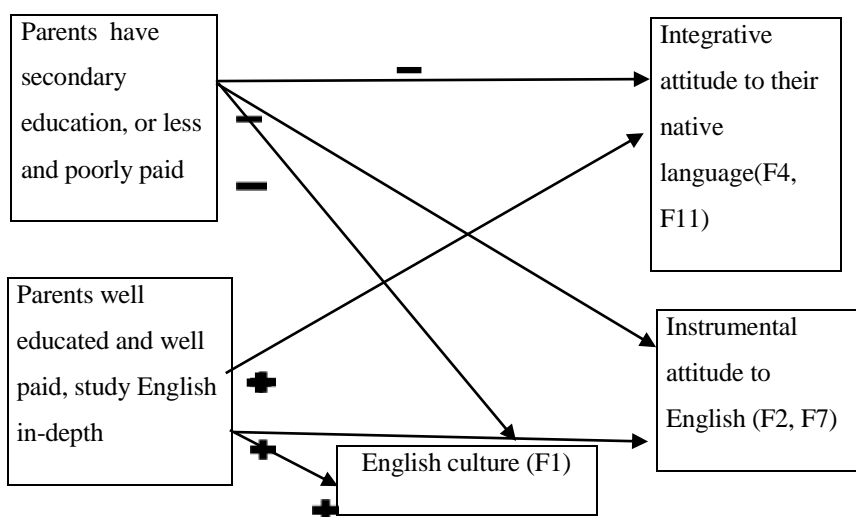 Parents have
secondary
education, or less
and poorly paid
Integrative
attitude to their
native
language(F4,
F11)
Parents well
educated and well
paid, study English
in-depth
Instrumental
attitude to
English (F2, F7)
English culture (F1)